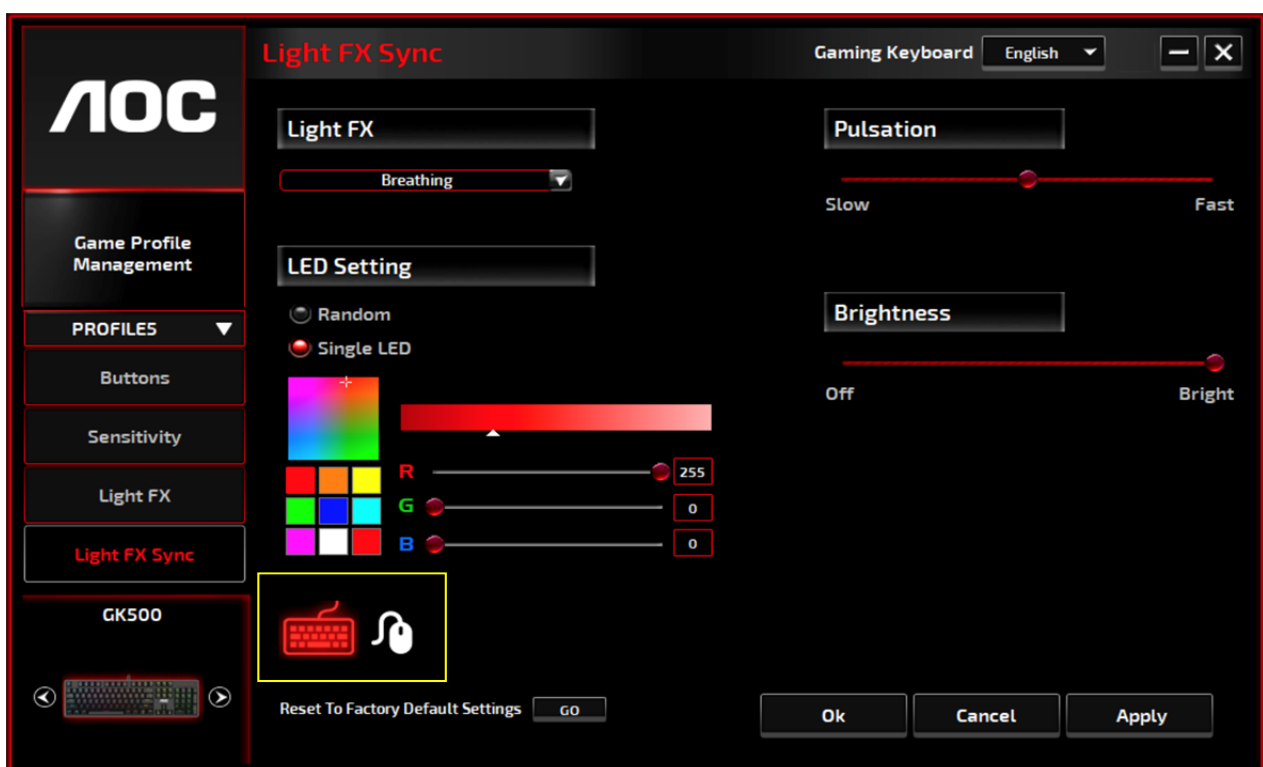 AOC
Light FX Sync
Gaming Keyboard
English
Light FX
Breathing
Pulsation
Slow
Fast
Game Profile
Management
LED Setting
Random
Single LED
Brightness
Off
Bright
PROFILE5
Buttons
Sensitivity
Light FX
Light FX Sync
R
255
G
0
B
0
GK500
Reset To Factory Default Settings
GO
Ok
Cancel
Apply